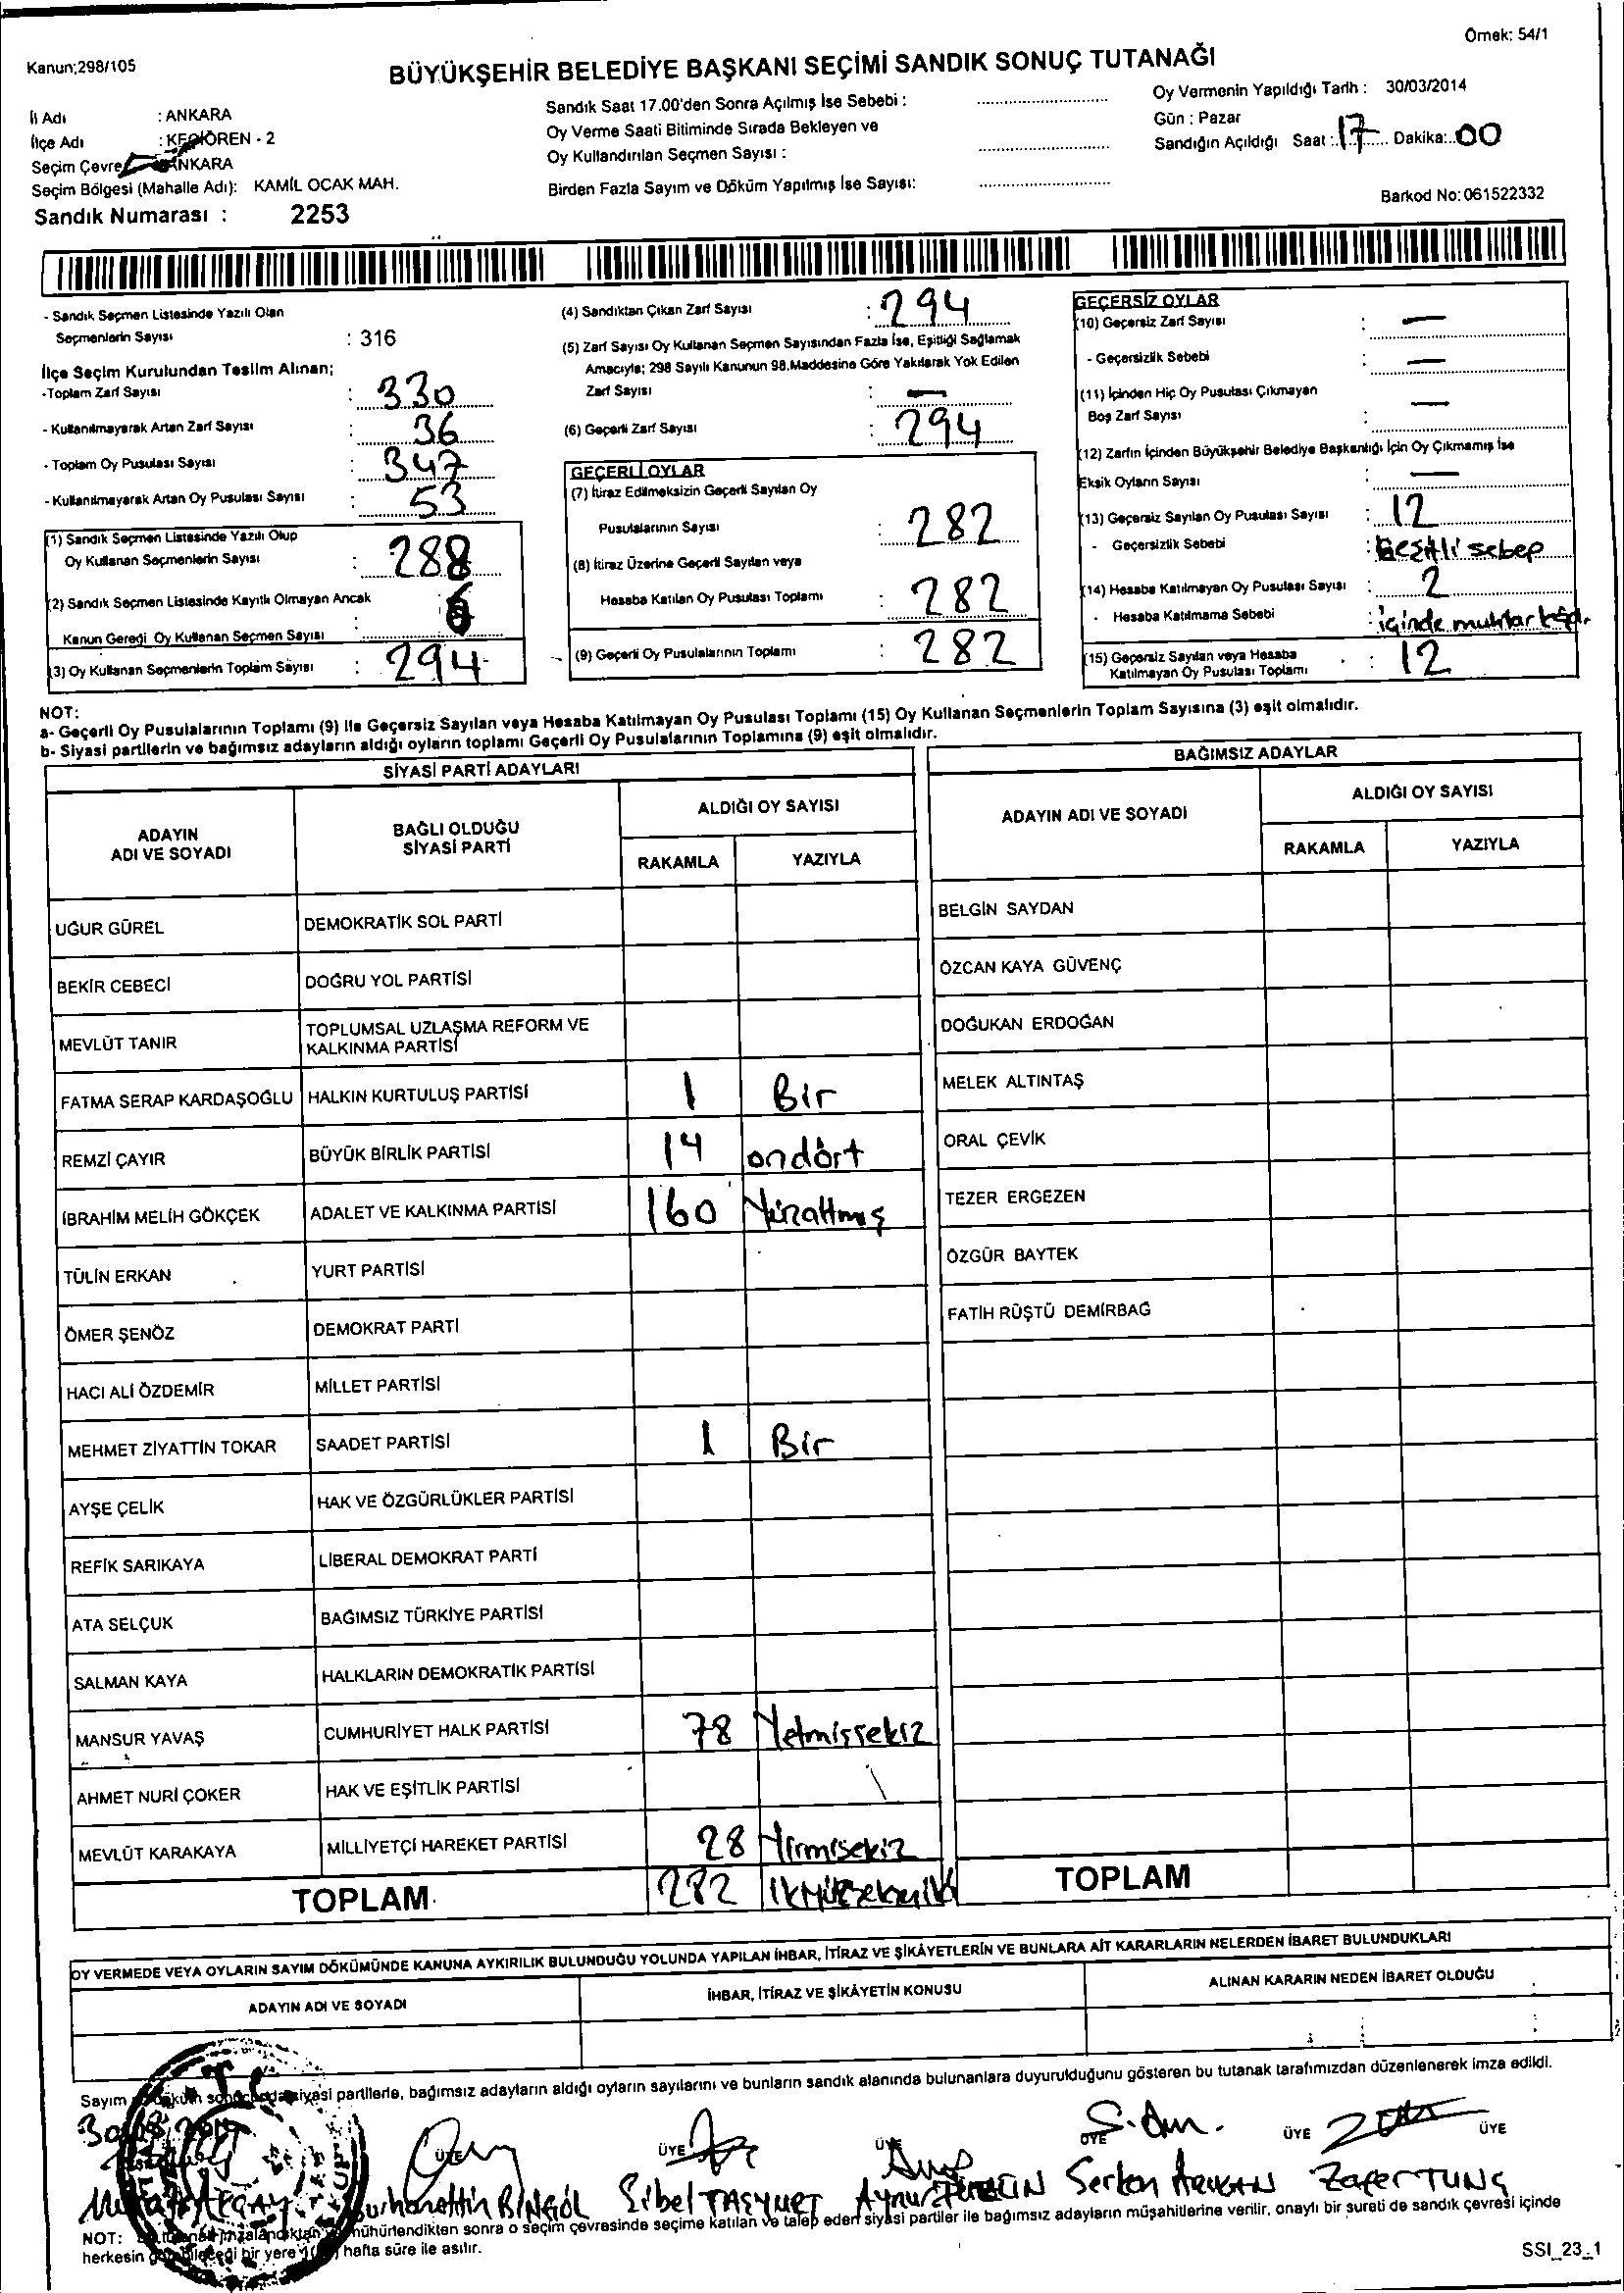 Örnek: 54/1
Kanun;298/105
BÜYÜKŞEHİR BELEDİYE BAŞKANI SEÇİMİ SANDIK SONUÇ TUTANAĞI
İl Adı : ANKARA
İlçe Adı : KEÇİÖREN - 2
Seçim Çevre ANKARA
Seçim Bölgesi (Mahalle Adı): KAMİL OCAK MAH.
Sandık Numarası : 2253
Sandık Saat 17.00'den Sonra Açılmış İse Sebebi :
Oy Verme Saati Bitiminde Sırada Bekleyen ve
Oy Kullandırılan Seçmen Sayısı :
Birden Fazla Sayım ve Döküm Yapılmış İse Sayısı:
Oy Vermenin Yapıldığı Tarih : 30/03/2014
Gün : Pazar
Sandığın Açıldığı Saat : 17 Dakika: 00
Barkod No: 061522332
- Sandık Seçmen Listesinde Yazılı Olan
Seçmenlerin Sayısı : 316
İlçe Seçim Kurulundan Teslim Alınan;
-Toplam Zarf Sayısı : 330
- Kullanılmayarak Artan Zarf Sayısı : 36
- Toplam Oy Pusulası Sayısı : 347
- Kullanılmayarak Artan Oy Pusulası Sayısı : 53
(1) Sandık Seçmen Listesinde Yazılı Olup
Oy Kullanan Seçmenlerin Sayısı : 288
(2) Sandık Seçmen Listesinde Kayıtlı Olmayan Ancak
Kanun Geregi Oy Kullanan Seçmen Sayısı : 6
(3) Oy Kullanan Seçmenlerin Toplam Sayısı : 294
(4) Sandıktan Çıkan Zarf Sayısı : 294
(5) Zarf Sayısı Oy Kullanan Seçmen Sayısından Fazla İse, Eşitliği Sağlamak
Amacıyla; 298 Sayılı Kanunun 98.Maddesine Göre Yakılarak Yok Edilen
Zarf Sayısı : —
(6) Geçerli Zarf Sayısı : 294
GEÇERLİ OYLAR
(7) İtiraz Edilmeksizin Geçerli Sayılan Oy
Pusulalarının Sayısı : 282
(8) İtiraz Üzerine Geçerli Sayılan veya
Hesaba Katılan Oy Pusulası Toplamı : 282
(9) Geçerli Oy Pusulalarının Toplamı : 282
GEÇERSİZ OYLAR
(10) Geçersiz Zarf Sayısı : —
- Geçersizlik Sebebi : —
(11) İçinden Hiç Oy Pusulası Çıkmayan
Boş Zarf Sayısı : —
(12) Zarfın İçinden Büyükşehir Belediye Başkanlığı İçin Oy Çıkmamış İse
Eksik Oyların Sayısı : —
(13) Geçersiz Sayılan Oy Pusulası Sayısı : 12
- Geçersizlik Sebebi : Çeşitli sebep
(14) Hesaba Katılmayan Oy Pusulası Sayısı : 2
- Hesaba Katılmama Sebebi : içinde muhtar
(15) Geçersiz Sayılan veya Hesaba
Katılmayan Oy Pusulası Toplamı : 12
NOT:
a- Geçerli Oy Pusulalarının Toplamı (9) ile Geçersiz Sayılan veya Hesaba Katılmayan Oy Pusulası Toplamı (15) Oy Kullanan Seçmenlerin Toplam Sayısına (3) eşit olmalıdır.
b- Siyasi partilerin ve bağımsız adayların aldığı oyların toplamı Geçerli Oy Pusulalarının Toplamına (9) eşit olmalıdır.
SİYASİ PARTİ ADAYLARI
ADAYIN ADI VE SOYADI BAĞLI OLDUĞU SİYASİ PARTİ ALDIĞI OY SAYISI
RAKAMLA YAZIYLA
UĞUR GÜREL DEMOKRATİK SOL PARTİ
BEKİR CEBECİ DOĞRU YOL PARTİSİ
MEVLÜT TANIR TOPLUMSAL UZLAŞMA REFORM VE KALKINMA PARTİSİ
FATMA SERAP KARDAŞOĞLU HALKIN KURTULUŞ PARTİSİ 1 Bir
REMZİ ÇAYIR BÜYÜK BİRLİK PARTİSİ 14 ondört
İBRAHİM MELİH GÖKÇEK ADALET VE KALKINMA PARTİSİ 160 Yüzaltmış
TÜLİN ERKAN YURT PARTİSİ
ÖMER ŞENÖZ DEMOKRAT PARTİ
HACI ALİ ÖZDEMİR MİLLET PARTİSİ
MEHMET ZİYATTİN TOKAR SAADET PARTİSİ 1 Bir
AYŞE ÇELİK HAK VE ÖZGÜRLÜKLER PARTİSİ
REFİK SARIKAYA LİBERAL DEMOKRAT PARTİ
ATA SELÇUK BAĞIMSIZ TÜRKİYE PARTİSİ
SALMAN KAYA HALKLARIN DEMOKRATİK PARTİSİ
MANSUR YAVAŞ CUMHURİYET HALK PARTİSİ 78 Yetmişsekiz
AHMET NURİ ÇOKER HAK VE EŞİTLİK PARTİSİ
MEVLÜT KARAKAYA MİLLİYETÇİ HAREKET PARTİSİ 28 Yirmisekiz
TOPLAM 282 ikiyüzsekseniki
BAĞIMSIZ ADAYLAR
ADAYIN ADI VE SOYADI ALDIĞI OY SAYISI
RAKAMLA YAZIYLA
BELGİN SAYDAN
ÖZCAN KAYA GÜVENÇ
DOĞUKAN ERDOĞAN
MELEK ALTINTAŞ
ORAL ÇEVİK
TEZER ERGEZEN
ÖZGÜR BAYTEK
FATİH RÜŞTÜ DEMİRBAĞ
TOPLAM
OY VERMEDE VEYA OYLARIN SAYIM DÖKÜMÜNDE KANUNA AYKIRILIK BULUNDUĞU YOLUNDA YAPILAN İHBAR, İTİRAZ VE ŞİKÂYETLERİN VE BUNLARA AİT KARARLARIN NELERDEN İBARET BULUNDUKLARI
ADAYIN ADI VE SOYADI İHBAR, İTİRAZ VE ŞİKÂYETİN KONUSU ALINAN KARARIN NEDEN İBARET OLDUĞU
Sayım siyasi partilerle, bağımsız adayların aldığı oyların sayılarını ve bunların sandık alanında bulunanlara duyurulduğunu gösteren bu tutanak tarafımızdan düzenlenerek imza edildi.
ÜYE ÜYE ÜYE ÜYE ÜYE ÜYE
Burhanettin BİNGÖL Sibel TAŞYURT Aynur Serkan Zafer TUNÇ
NOT: mühürlendikten sonra o seçim çevresinde seçime katılan ve talep eden siyasi partiler ile bağımsız adayların müşahitlerine verilir, onaylı bir sureti de sandık çevresi içinde
herkesin bir yere hafta süre ile asılır.
SSI_23_1